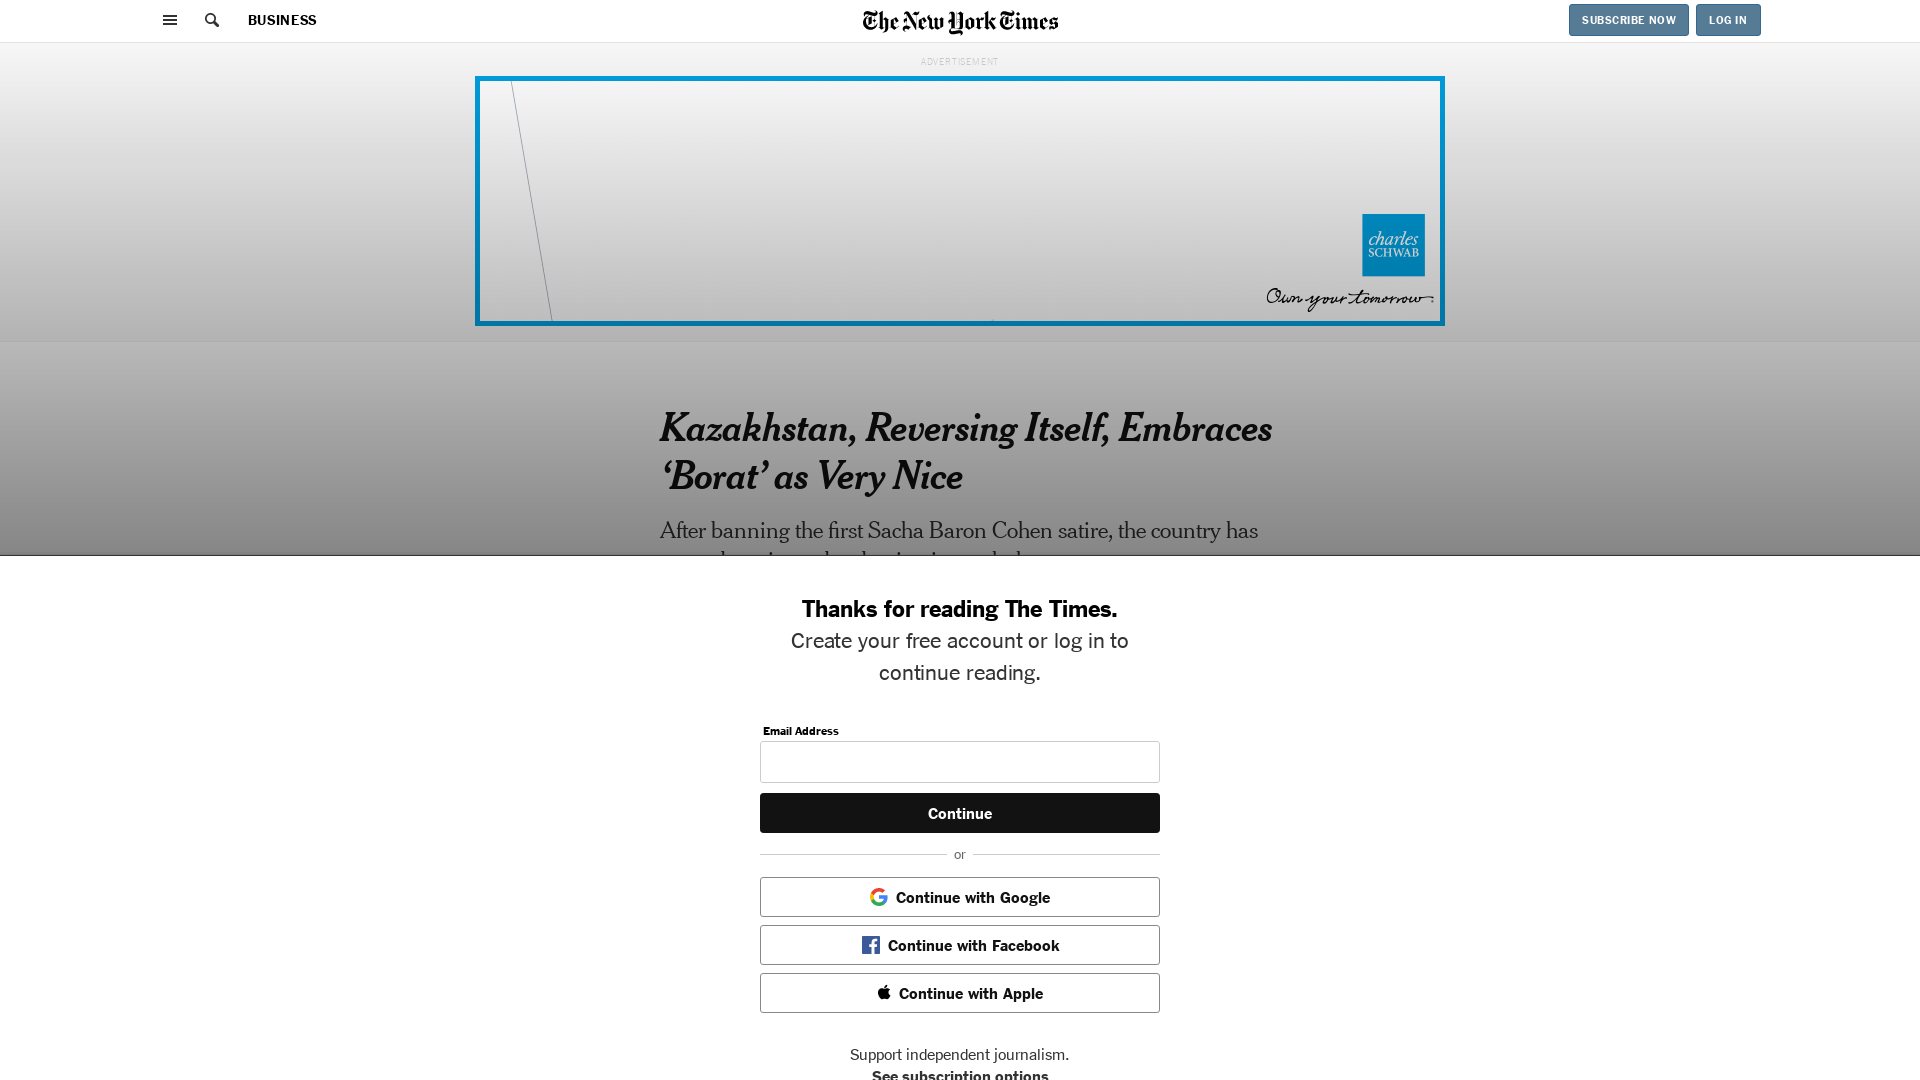 BUSINESS
The New York Times
SUBSCRIBE NOW
LOG IN
ADVERTISEMENT
charles
SCHWAB
Own your tomorrow
Kazakhstan, Reversing Itself, Embraces
‘Borat’ as Very Nice
After banning the first Sacha Baron Cohen satire, the country has
Thanks for reading The Times.
Create your free account or log in to
continue reading.
Email Address
Continue
or
Continue with Google
Continue with Facebook
Continue with Apple
Support independent journalism.
See subscription options